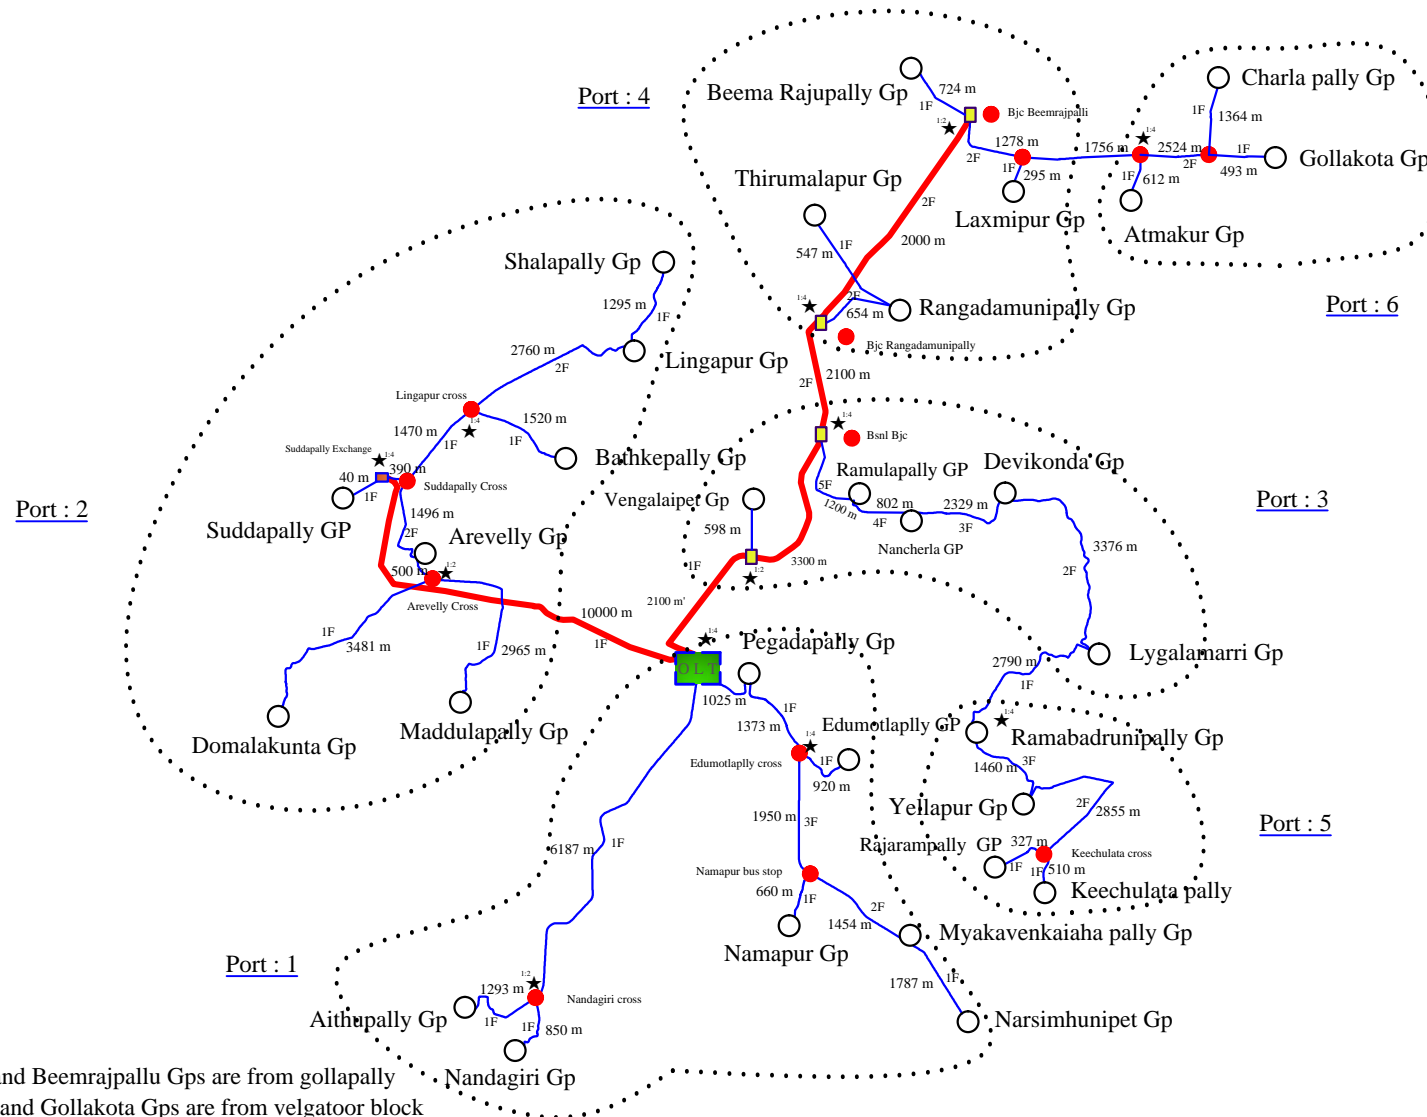 Port : 4
Beema Rajupally Gp
724 m
1F
1:2
Bjc Beemrajpalli
1278 m
2F
1F
295 m
Laxmipur Gp
1756 m
1:4
2524 m
2F
1F
612 m
Atmakur Gp
Charla pally Gp
1F
1364 m
1F
493 m
Gollakota Gp
Port : 6
Thirumalapur Gp
547 m
1F
2F
2000 m
1:4
2F
654 m
Rangadamunipally Gp
Bjc Rangadamunipally
2100 m
2F
Shalapally Gp
1295 m
1F
2760 m
2F
Lingapur Gp
Lingapur cross
1:4
1470 m
1F
1520 m
1F
Bathkepally Gp
Suddapally Exchange
1:4
390 m
40 m
1F
Suddapally Cross
Suddapally GP
Port : 2
1496 m
2F
Arevelly Gp
500 m
1:2
Arevelly Cross
1F
3481 m
1F
2965 m
Domalakunta Gp
Maddulapally Gp
10000 m
1F
1:4
Bsnl Bjc
Ramulapally GP
Devikonda Gp
Vengalaipet Gp
598 m
5F
1200 m
802 m
4F
Nancherla GP
2329 m
3F
Port : 3
3376 m
2F
3300 m
1F
1:2
2100 m'
1:4
OLT
Pegadapally Gp
1025 m
1F
1373 m
Edumotlaplly GP
1:4
Edumotlaplly cross
1F
920 m
2790 m
1F
Lygalamarri Gp
1:4
Ramabadrunipally Gp
1460 m
3F
Yellapur Gp
2F
2855 m
Port : 5
Rajarampally GP
327 m
1F
Keechulata cross
1F
510 m
Keechulata pally
1950 m
3F
Namapur bus stop
660 m
1F
2F
1454 m
Namapur Gp
Myakavenkaiaha pally Gp
1787 m
1F
Narsimhunipet Gp
6187 m
1F
Port : 1
1:2
1293 m
1F
Nandagiri cross
Aithupally Gp
1F
850 m
Nandagiri Gp
and Beemrajpallu Gps are from gollapally
and Gollakota Gps are from velgatoor block